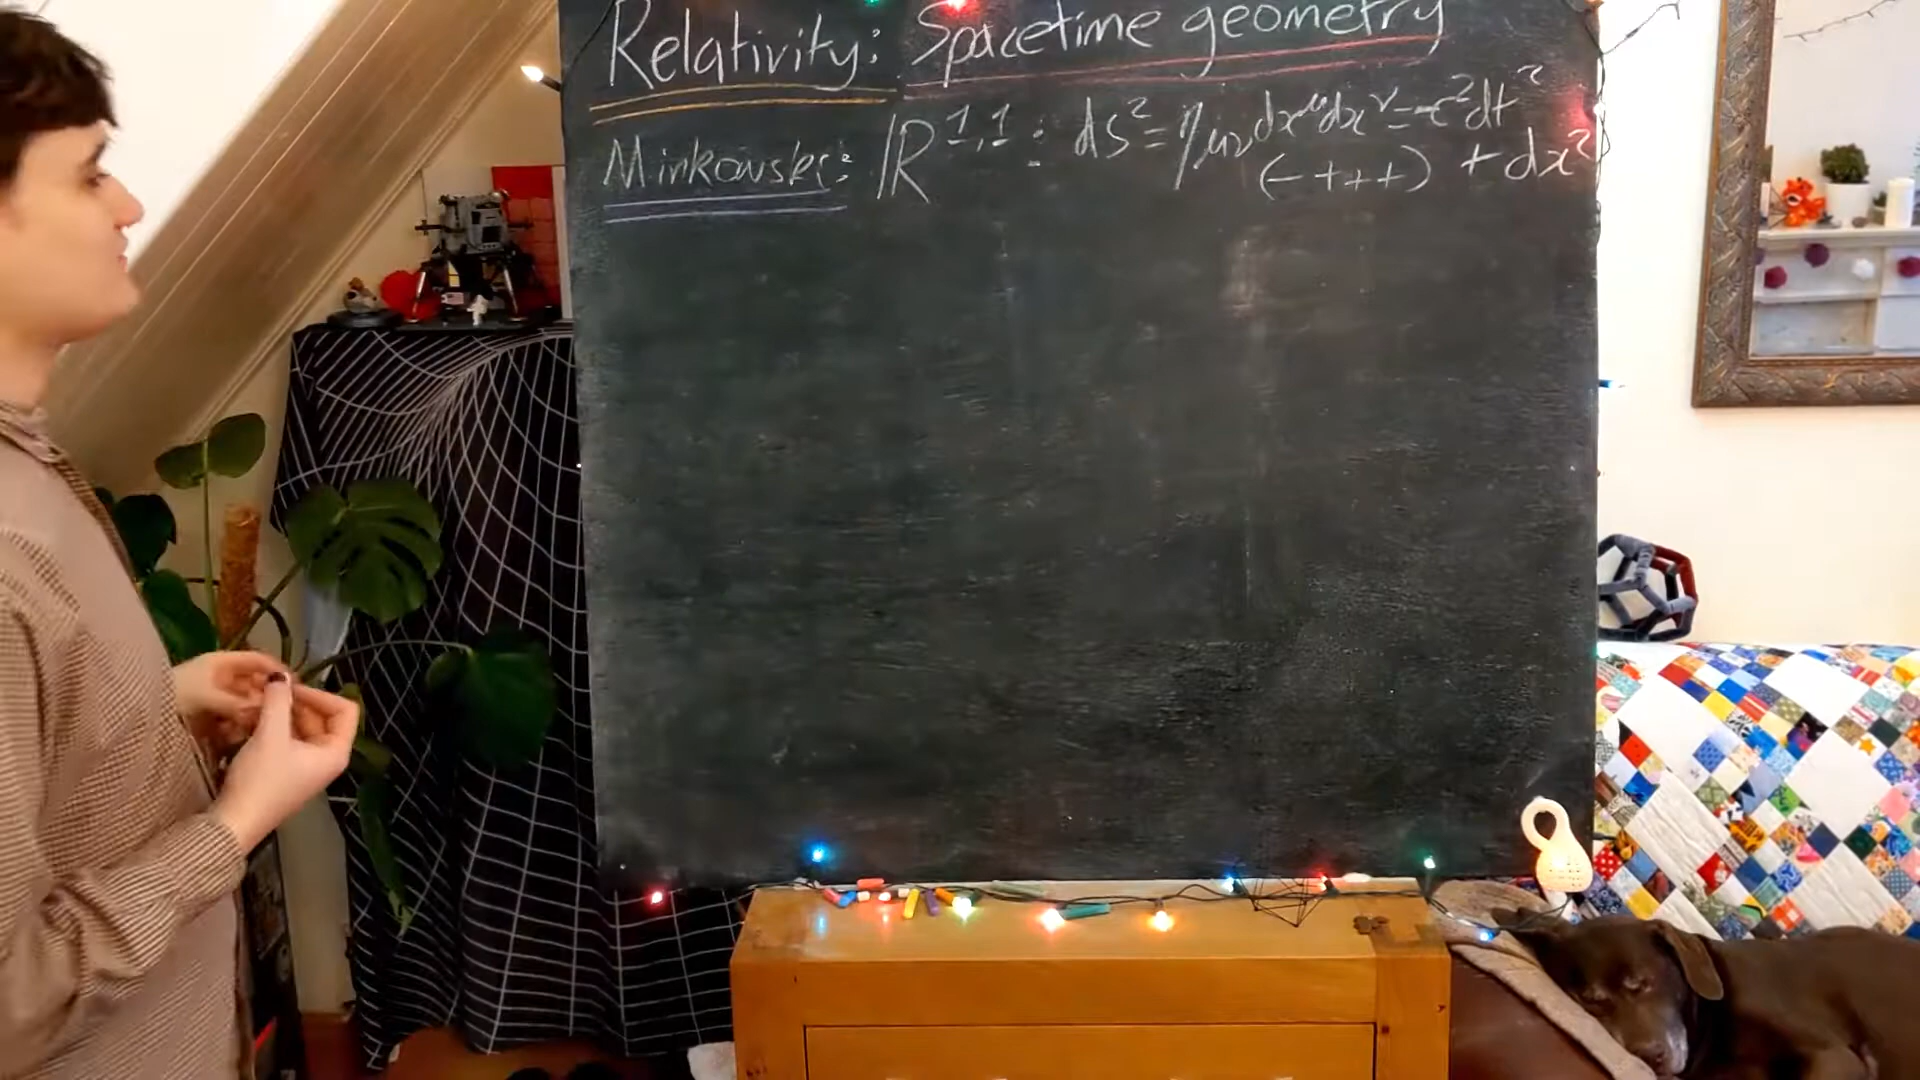 Relativity: Spacetime geometry
Minkowski: ℝ^{1,1}: ds² = η_{μν}dx^μdx^ν = -c²dt²
(-+++) + dx²